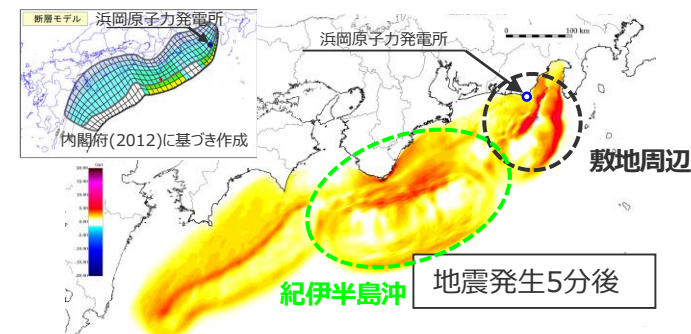 断層モデル
浜岡原子力発電所
内閣府(2012)に基づき作成
浜岡原子力発電所
0 100 km
敷地周辺
紀伊半島沖
地震発生5分後